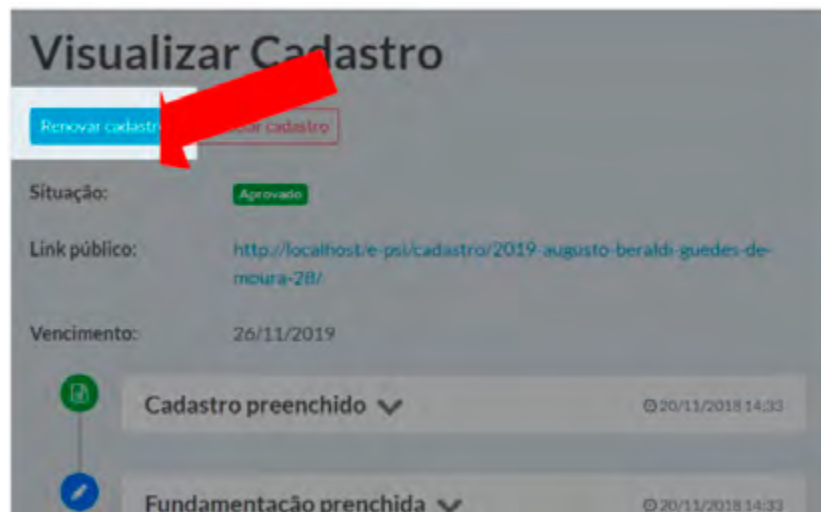 Visualizar Cadastro
Renovar cadastro cadastro
Situação: Aprovado
Link público: http://localhost/e-psi/cadastro/2019-augusto-beraldi-guedes-de-
moura-28/
Vencimento: 26/11/2019
Cadastro preenchido 20/11/2018 14:33
Fundamentação prenchida 20/11/2018 14:33